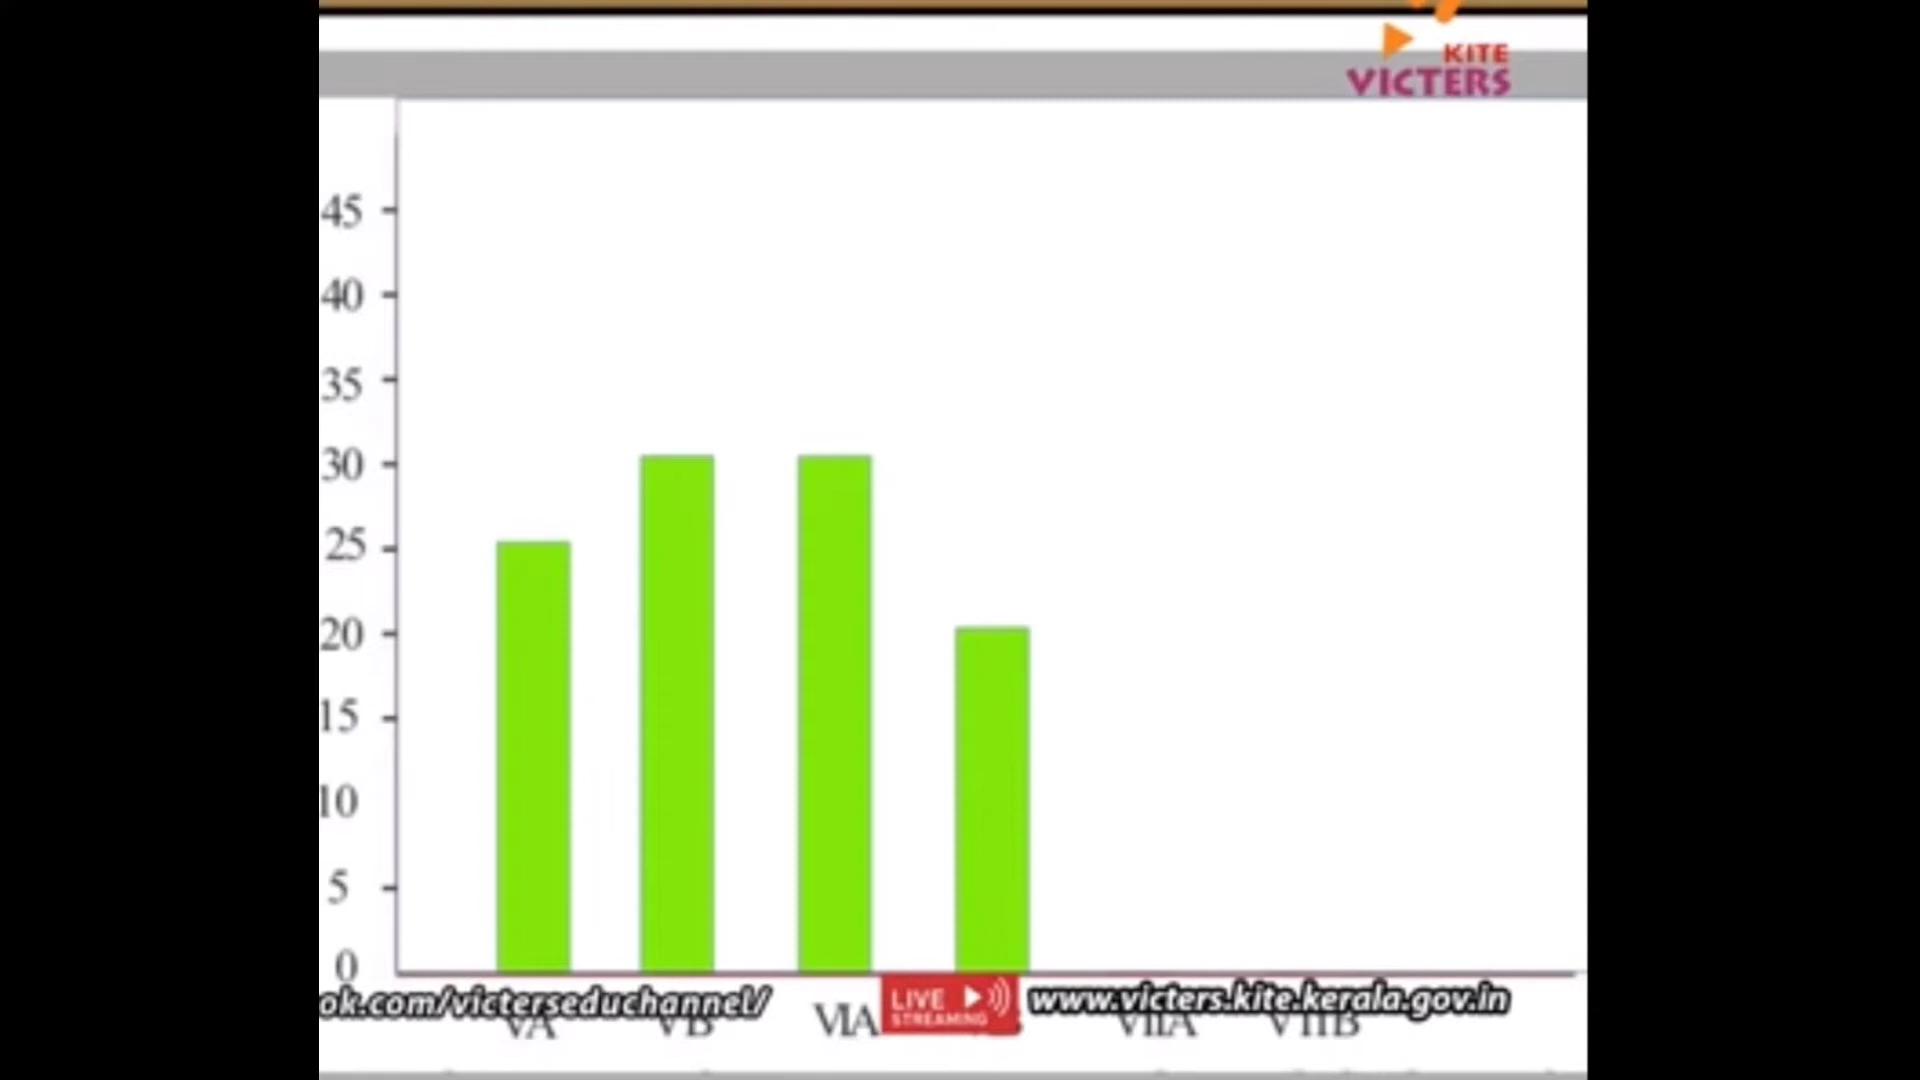 KITE
VICTERS
45
40
35
30
25
20
15
10
5
0
ok.com/victerseduchannel/
LIVE
STREAMING
www.victers.kite.kerala.gov.in
VA VB VIA VIIA VIIB